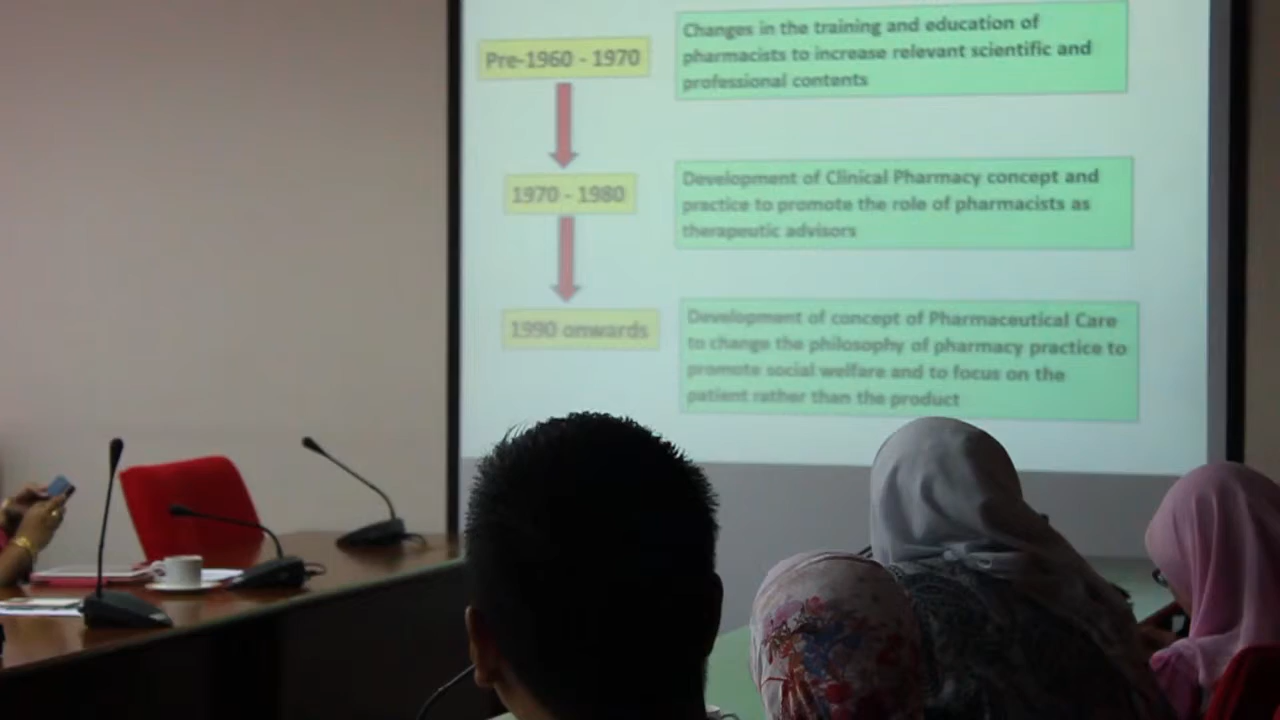 Pre-1960 - 1970
Changes in the training and education of
pharmacists to increase relevant scientific and
professional contents
1970 - 1980
Development of Clinical Pharmacy concept and
practice to promote the role of pharmacists as
therapeutic advisors
1990 onwards
Development of concept of Pharmaceutical Care
to change the philosophy of pharmacy practice to
promote social welfare and to focus on the
patient rather than the product